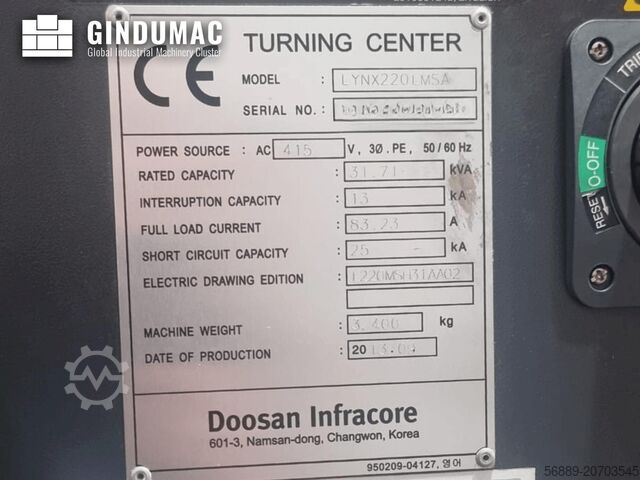 GINDUMAC
Global Industrial Machinery Cluster
CE TURNING CENTER
MODEL : LYNX220LMSA
SERIAL NO. :
POWER SOURCE : AC 415 V, 3Ø.PE, 50/60 Hz
RATED CAPACITY : 31.71 kVA
INTERRUPTION CAPACITY : 13 kA
FULL LOAD CURRENT : 83.23 A
SHORT CIRCUIT CAPACITY : 25 - kA
ELECTRIC DRAWING EDITION : L220MSH31AA02
MACHINE WEIGHT : 3.400 kg
DATE OF PRODUCTION : 2013.09
Doosan Infracore
601-3, Namsan-dong, Changwon, Korea
950209-04127, 영어
RESET
O-OFF
TRIP
56889-20703545